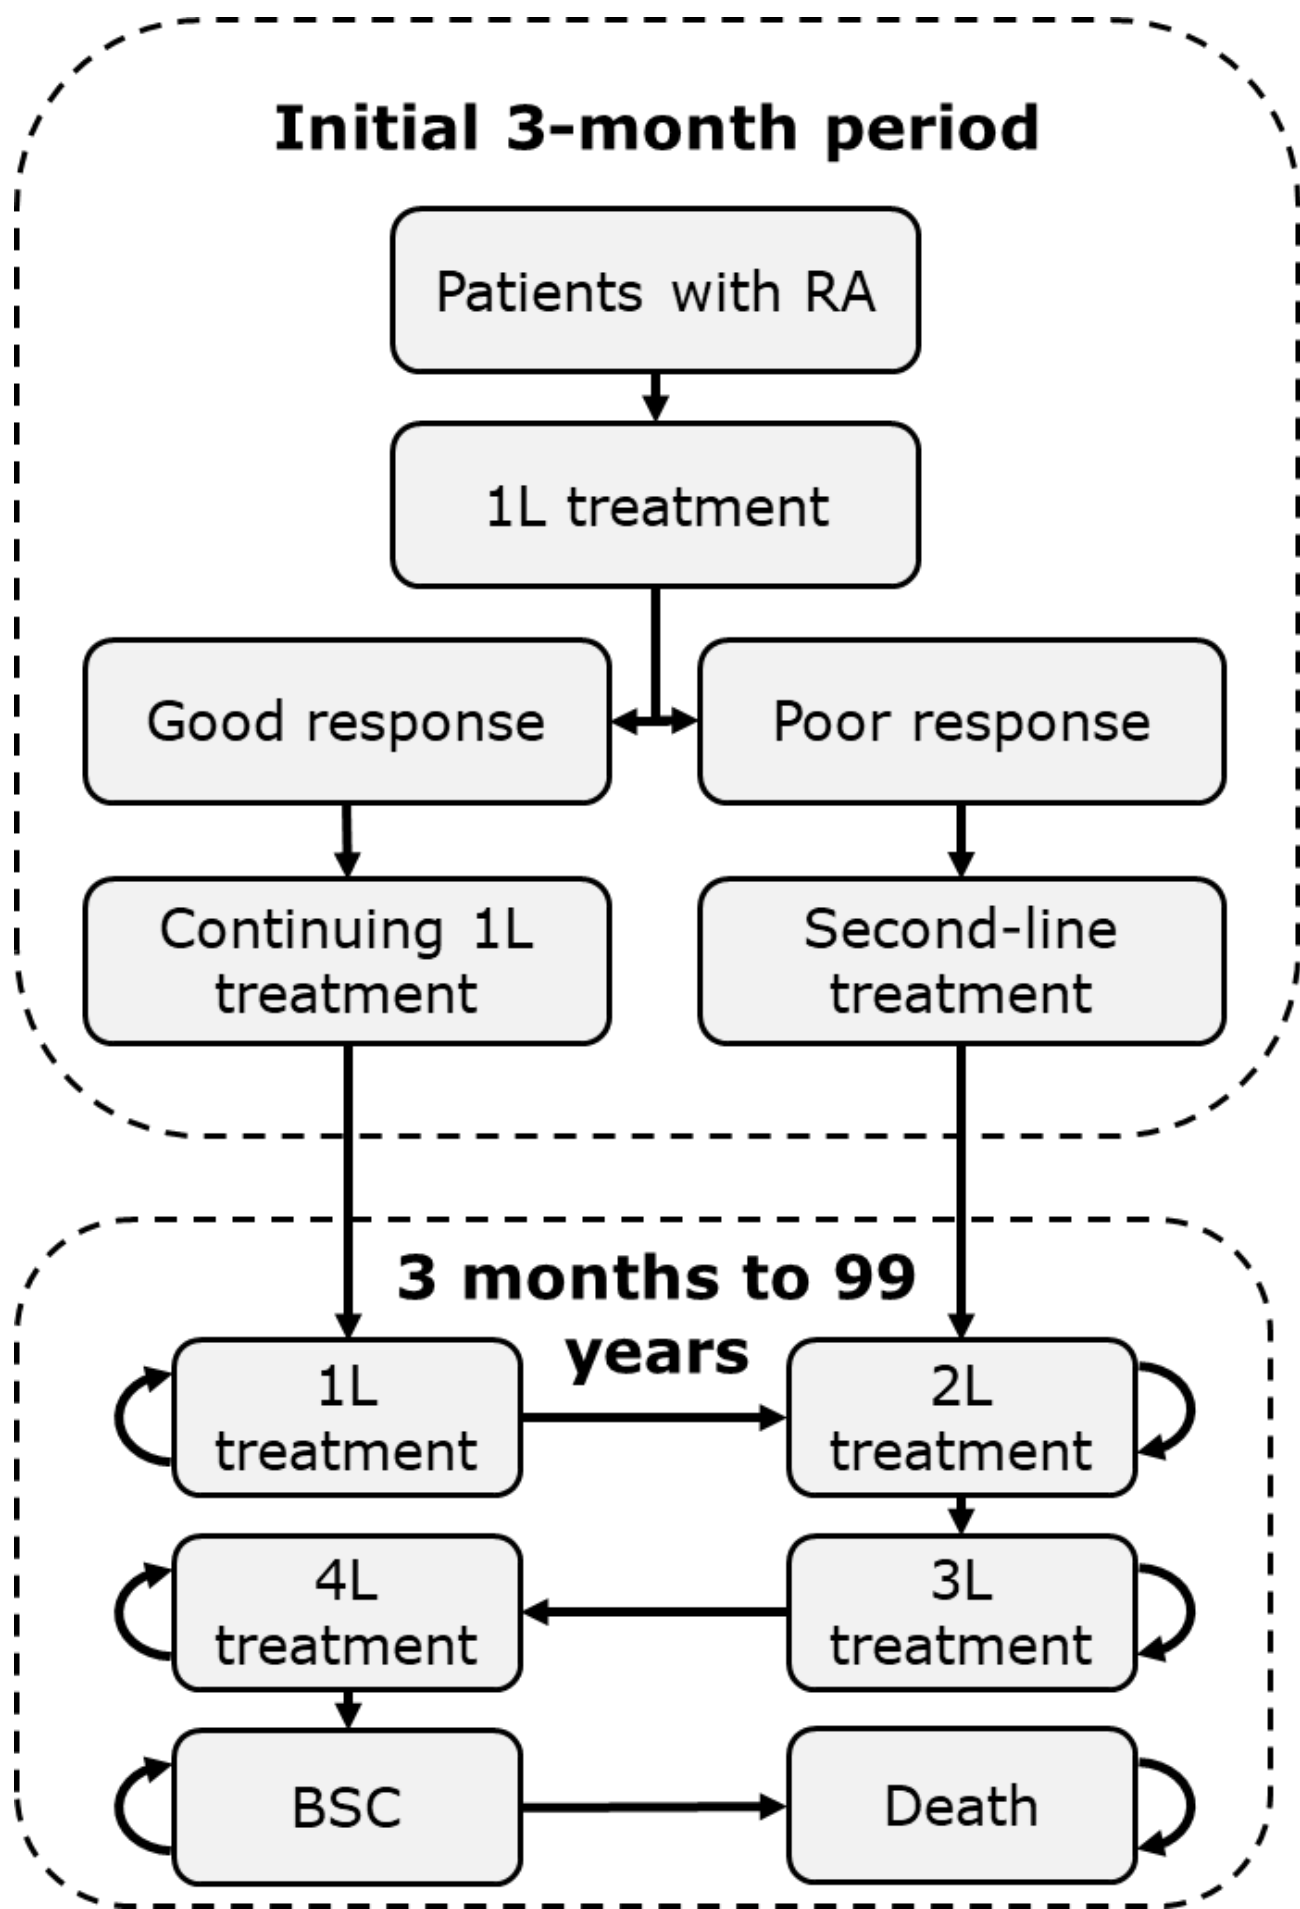 Initial 3-month period
Patients with RA
1L treatment
Good response
Poor response
Continuing 1L
treatment
Second-line
treatment
3 months to 99
years
1L
treatment
2L
treatment
4L
treatment
3L
treatment
BSC
Death